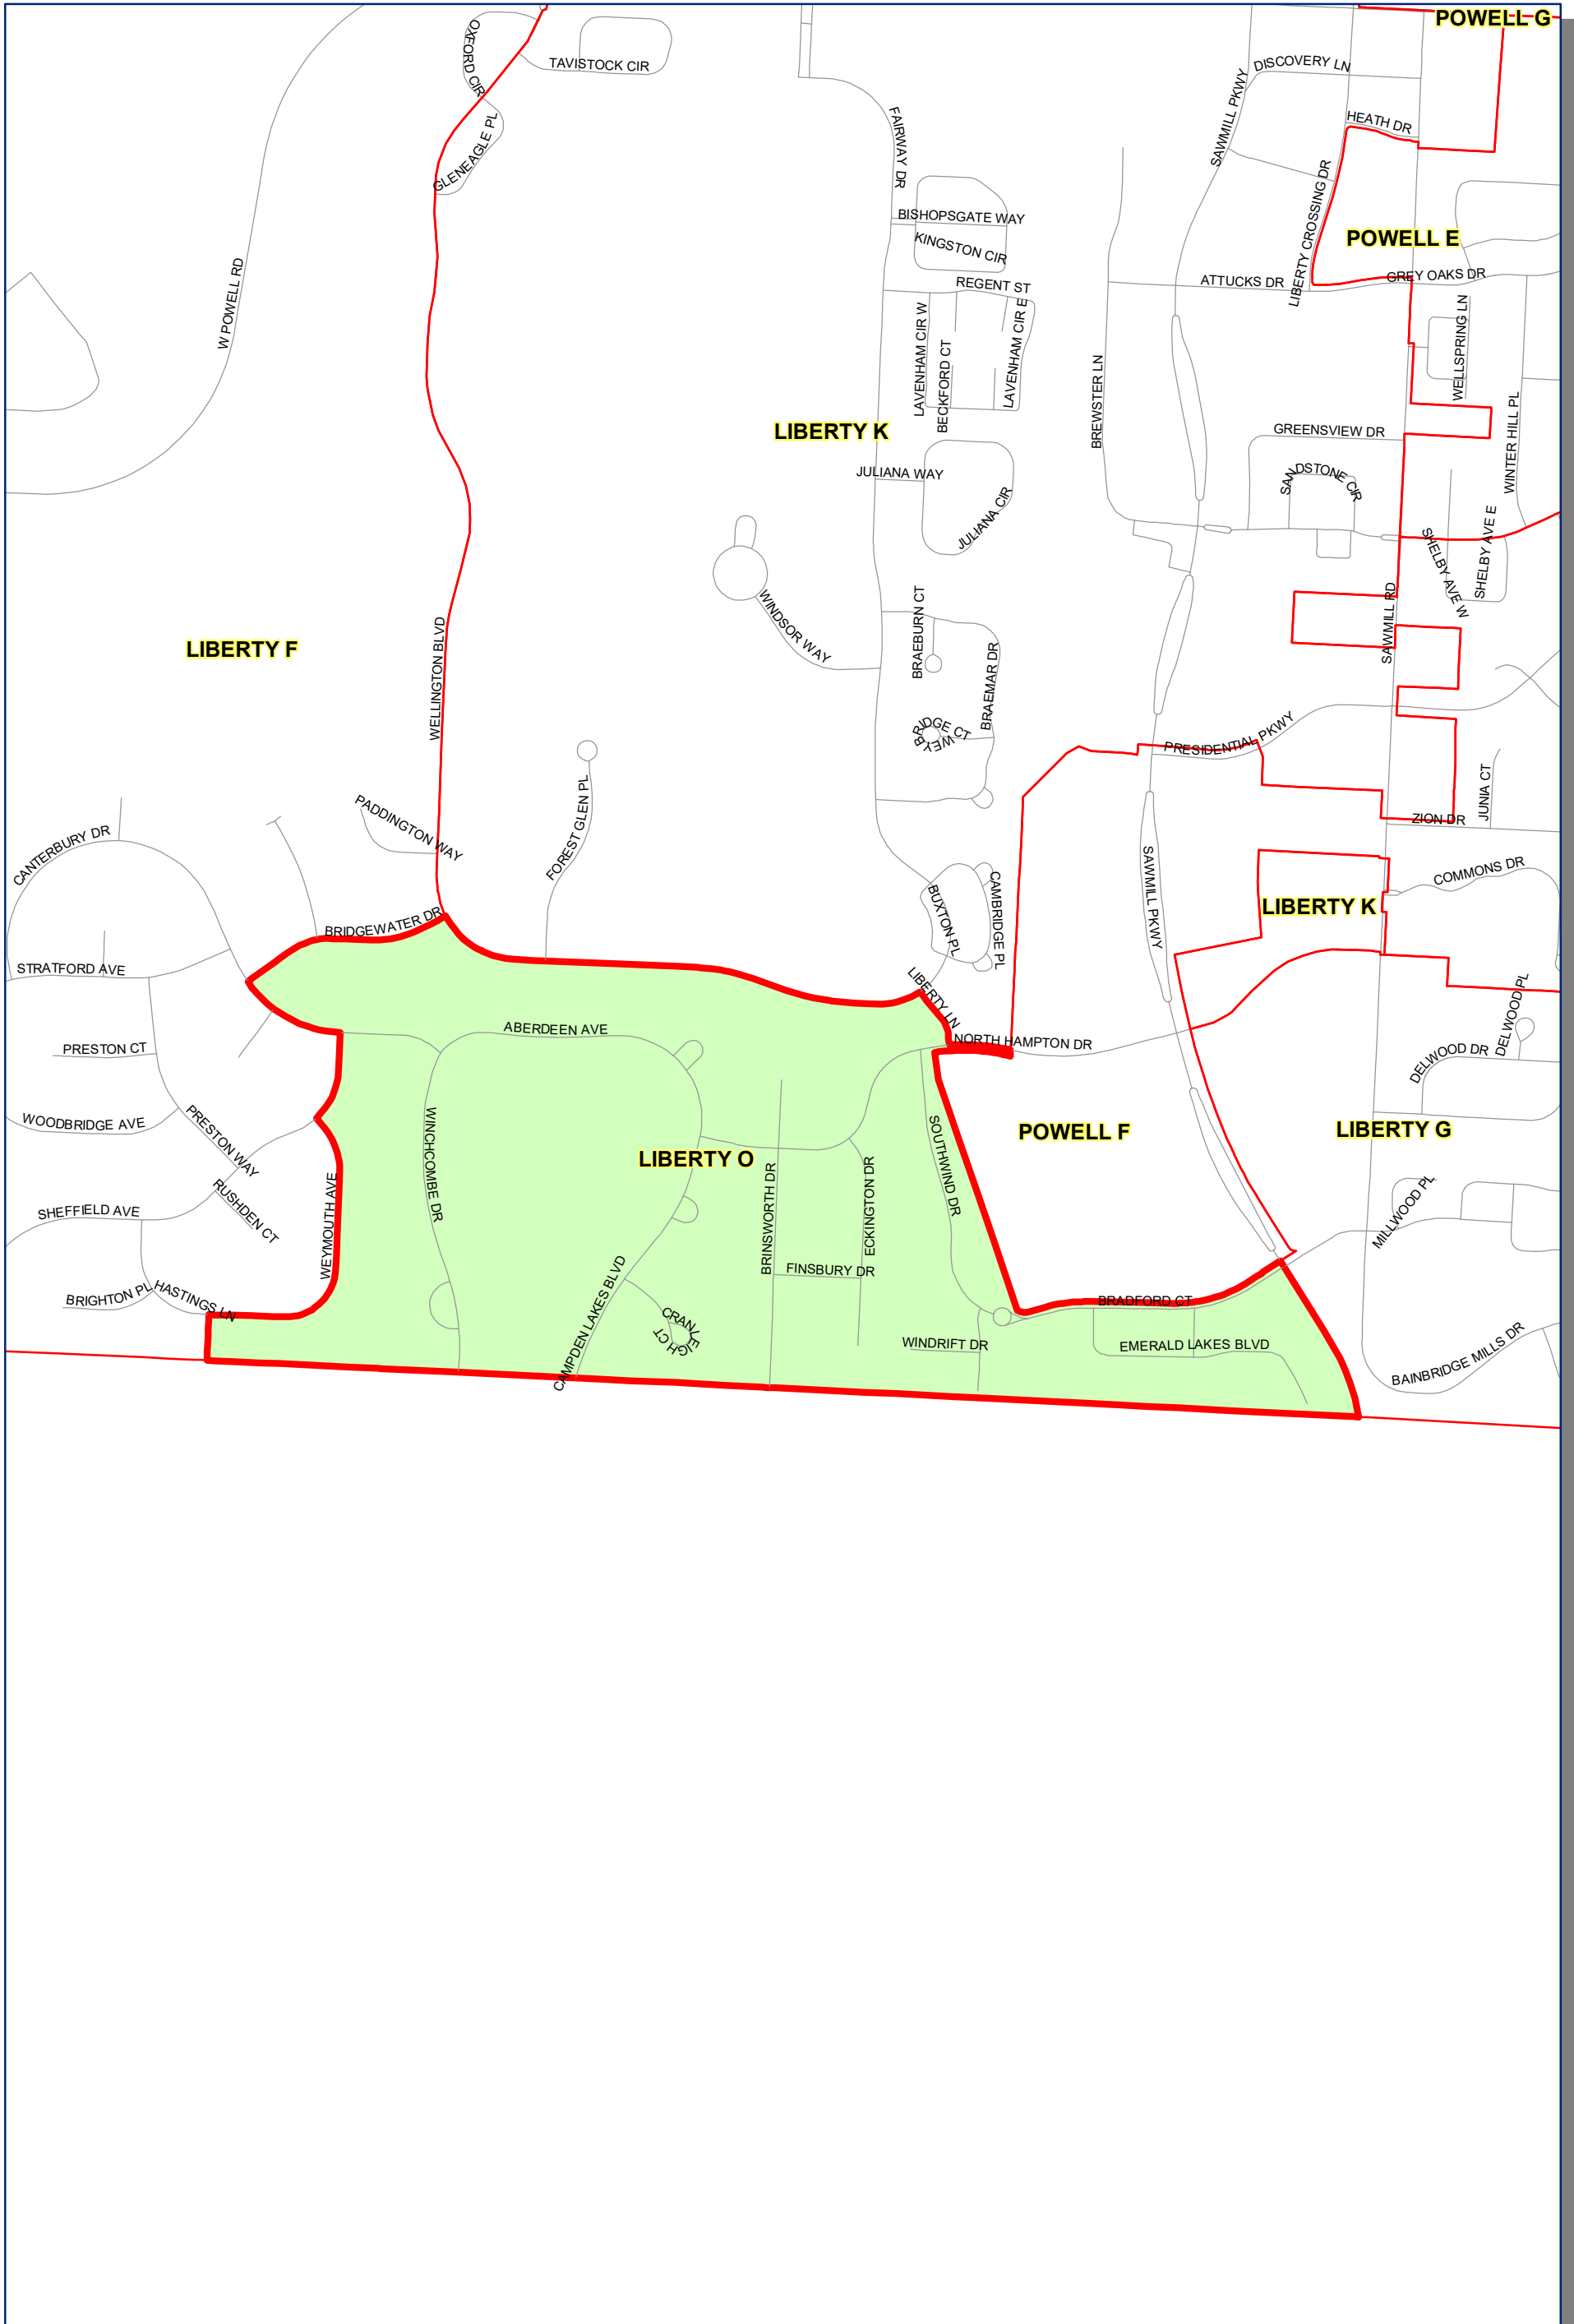 POWELL G
OXFORD CIR
TAVISTOCK CIR
DISCOVERY LN
SAWMILL PKWY
HEATH DR
GLENEAGLE PL
FAIRWAY DR
BISHOPSGATE WAY
KINGSTON CIR
LIBERTY CROSSING DR
POWELL E
W POWELL RD
REGENT ST
ATTUCKS DR
GREY OAKS DR
LAVENHAM CIR W
BECKFORD CT
LAVENHAM CIR E
BREWSTER LN
WELLSPRING LN
WINTER HILL PL
LIBERTY K
GREENSVIEW DR
JULIANA WAY
JULIANA CIR
SANDSTONE CIR
SHELBY AVE W
SHELBY AVE E
WINDSOR WAY
BRAEBURN CT
BRAEMAR DR
SAWMILL RD
LIBERTY F
WELLINGTON BLVD
WEYBRIDGE CT
PRESIDENTIAL PKWY
FOREST GLEN PL
JUNIA CT
PADDINGTON WAY
ZION DR
CANTERBURY DR
SAWMILL PKWY
COMMONS DR
BUXTON PL
CAMBRIDGE PL
LIBERTY K
BRIDGEWATER DR
STRATFORD AVE
LIBERTY LN
DELWOOD PL
ABERDEEN AVE
NORTH HAMPTON DR
PRESTON CT
DELWOOD DR
WOODBRIDGE AVE
PRESTON WAY
WINCHCOMBE DR
SOUTHWIND DR
POWELL F
LIBERTY G
LIBERTY O
RUSHDEN CT
SHEFFIELD AVE
WEYMOUTH AVE
BRINSWORTH DR
ECKINGTON DR
MILLWOOD PL
FINSBURY DR
BRIGHTON PL
HASTINGS LN
CAMPDEN LAKES BLVD
CRANLEIGH CT
BRADFORD CT
WINDRIFT DR
EMERALD LAKES BLVD
BAINBRIDGE MILLS DR